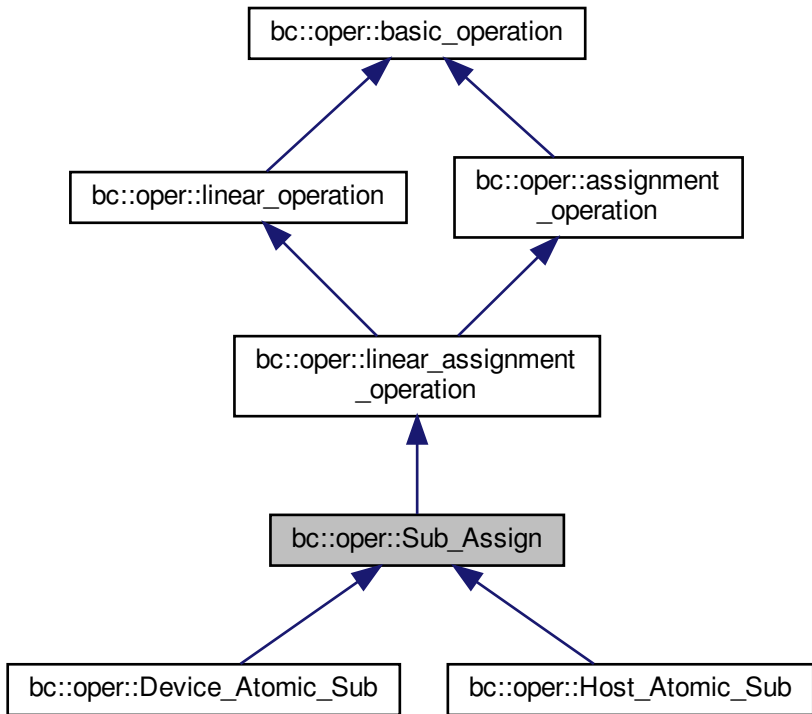 bc::oper::basic_operation
bc::oper::linear_operation
bc::oper::assignment
_operation
bc::oper::linear_assignment
_operation
bc::oper::Sub_Assign
bc::oper::Device_Atomic_Sub
bc::oper::Host_Atomic_Sub